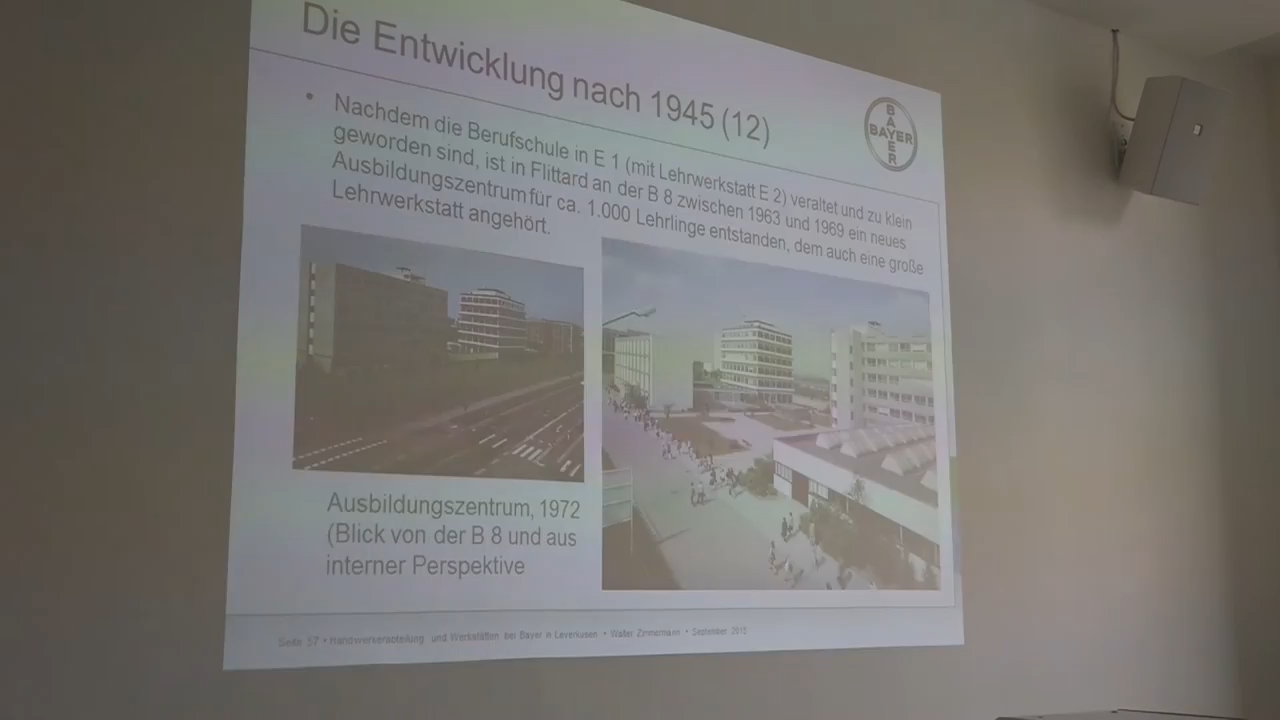 Die Entwicklung nach 1945 (12)
B
A
BAYER
E
R
• Nachdem die Berufschule in E 1 (mit Lehrwerkstatt E 2) veraltet und zu klein
geworden sind, ist in Flittard an der B 8 zwischen 1963 und 1969 ein neues
Ausbildungszentrum für ca. 1.000 Lehrlinge entstanden, dem auch eine große
Lehrwerkstatt angehört.
Ausbildungszentrum, 1972
(Blick von der B 8 und aus
interner Perspektive
Seite 57 • Handwerkerabteilung und Werkstätten bei Bayer in Leverkusen • Walter Zimmermann • September 2015